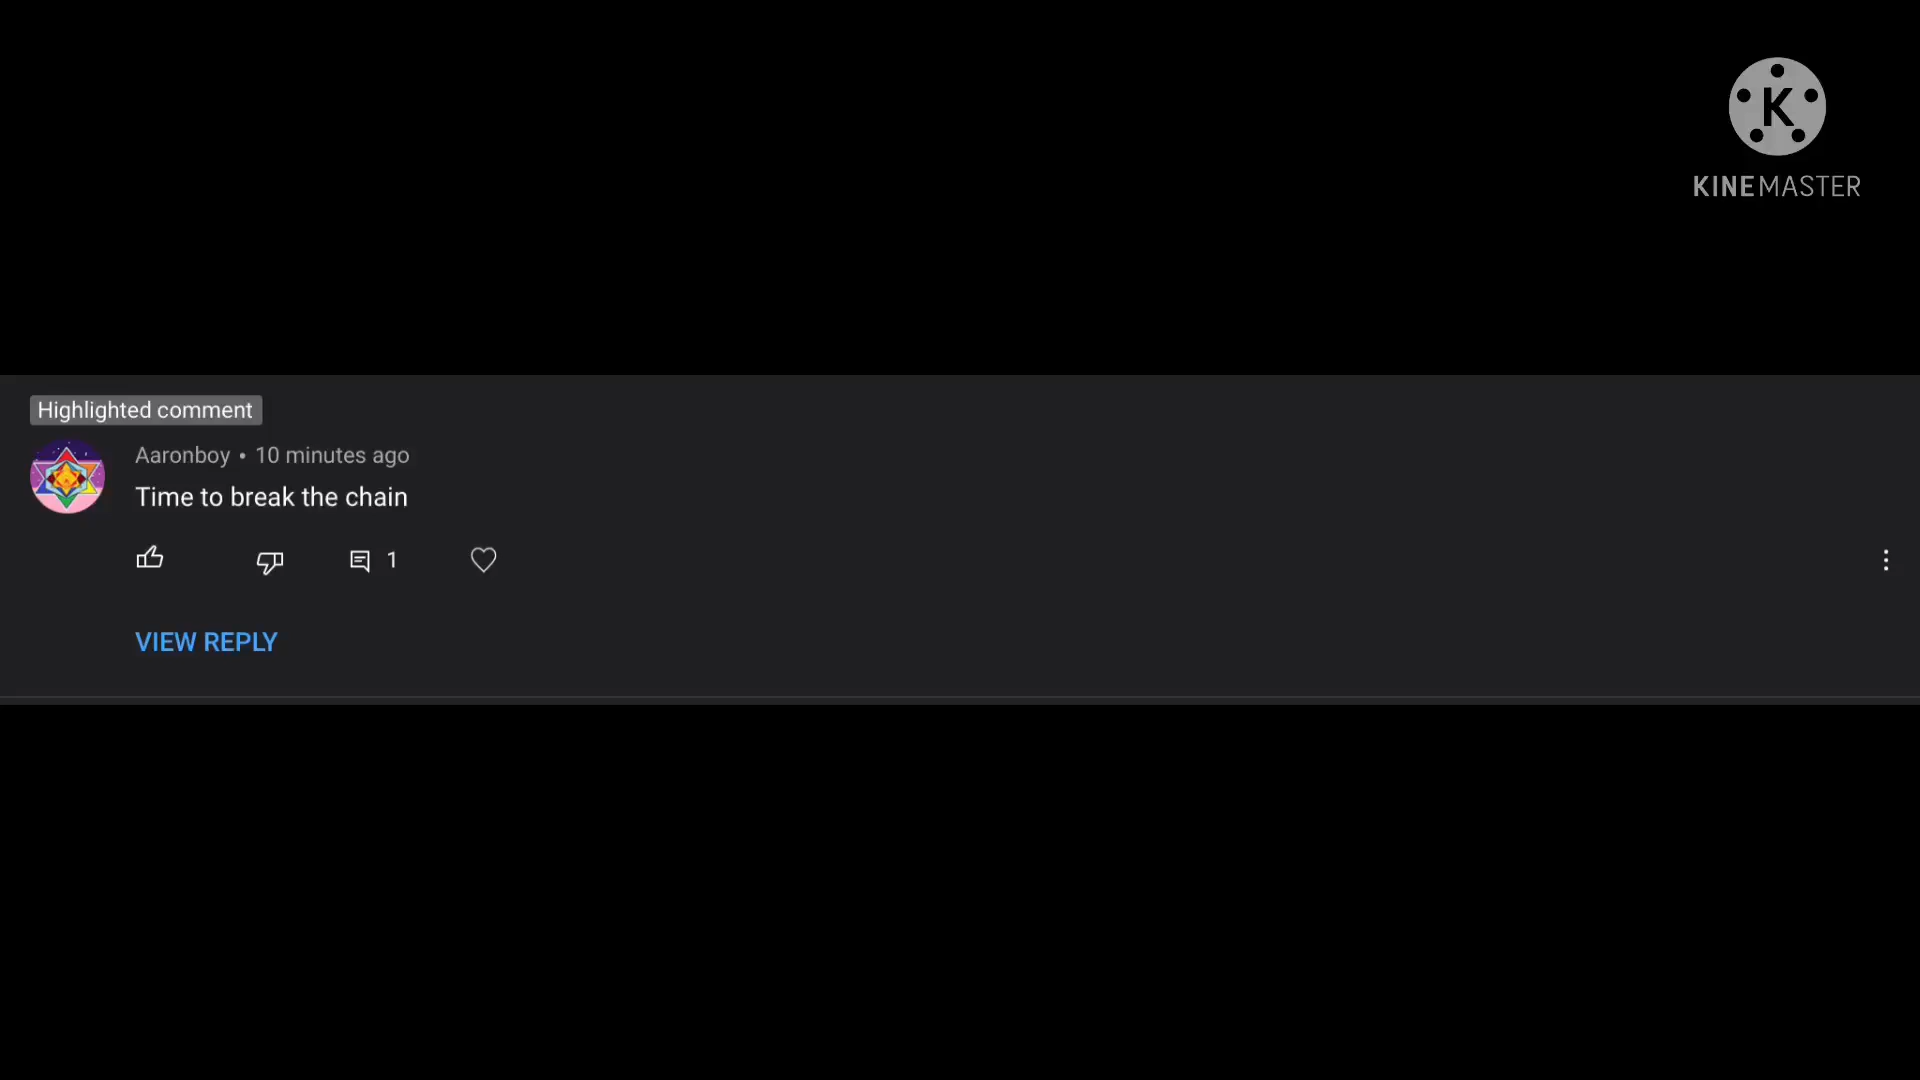 K
KINEMASTER
Highlighted comment
Aaronboy • 10 minutes ago
Time to break the chain
1
VIEW REPLY